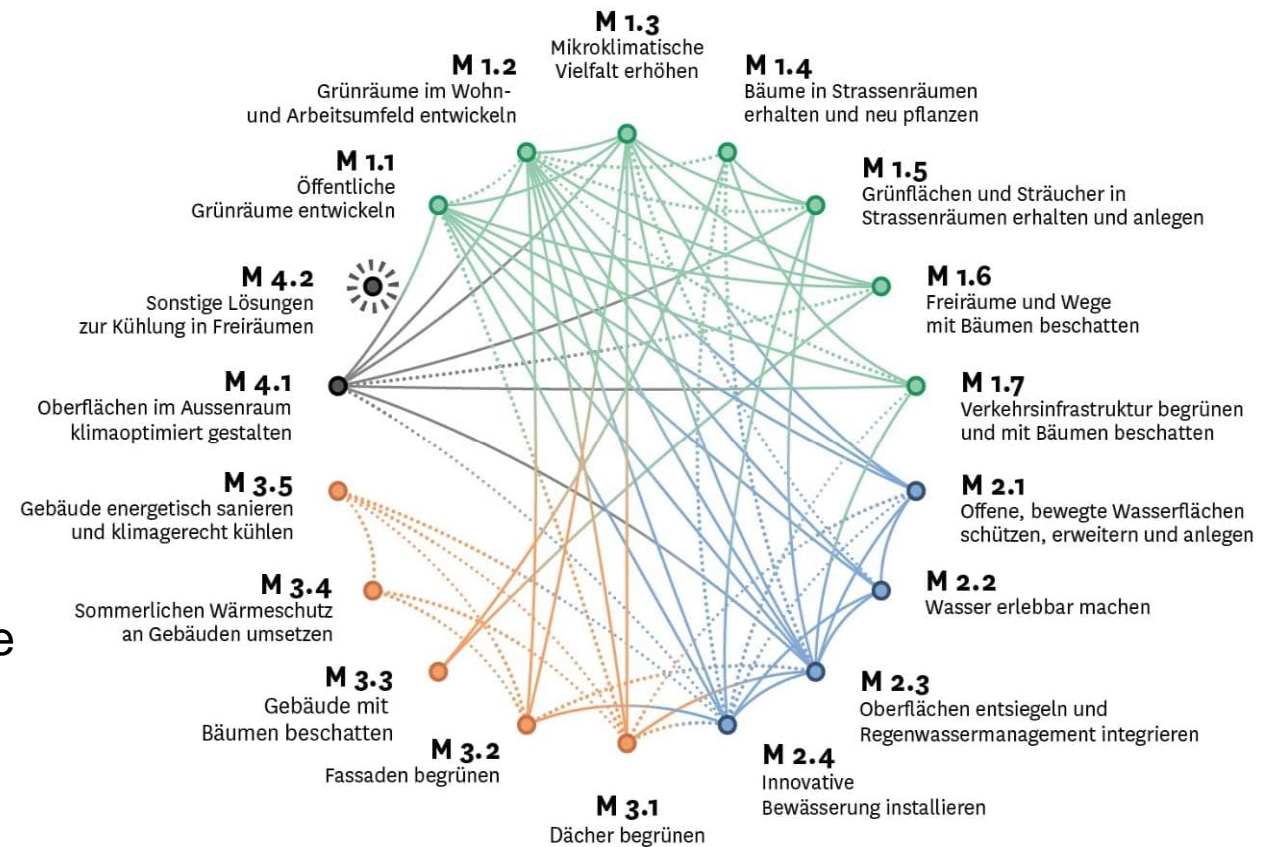 M 1.3
Mikroklimatische
Vielfalt erhöhen
M 1.2
Grünräume im Wohn-
und Arbeitsumfeld entwickeln
M 1.4
Bäume in Strassenräumen
erhalten und neu pflanzen
M 1.1
Öffentliche
Grünräume entwickeln
M 1.5
Grünflächen und Sträucher in
Strassenräumen erhalten und anlegen
M 4.2
Sonstige Lösungen
zur Kühlung in Freiräumen
M 1.6
Freiräume und Wege
mit Bäumen beschatten
M 4.1
Oberflächen im Aussenraum
klimaoptimiert gestalten
M 1.7
Verkehrsinfrastruktur begrünen
und mit Bäumen beschatten
M 3.5
Gebäude energetisch sanieren
und klimagerecht kühlen
M 2.1
Offene, bewegte Wasserflächen
schützen, erweitern und anlegen
M 3.4
Sommerlichen Wärmeschutz
an Gebäuden umsetzen
M 2.2
Wasser erlebbar machen
e
M 3.3
Gebäude mit
Bäumen beschatten
M 2.3
Oberflächen entsiegeln und
Regenwassermanagement integrieren
M 3.2
Fassaden begrünen
M 2.4
Innovative
Bewässerung installieren
M 3.1
Dächer begrünen